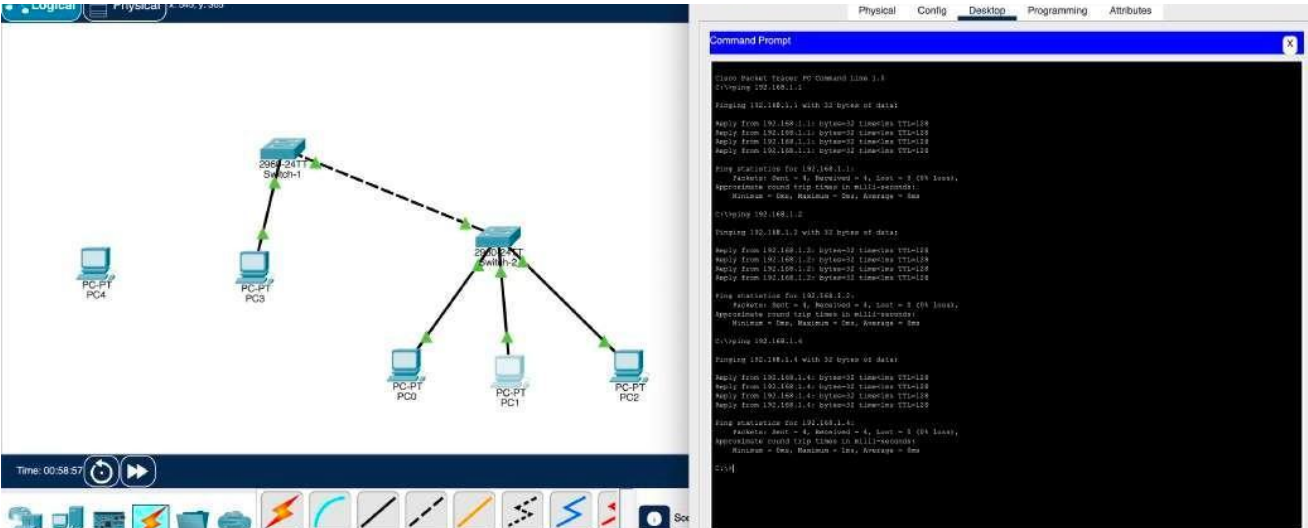 Logical
Physical
x: 545, y: 365
2960-24TT
Switch-1
2960-24TT
Switch-2
PC-PT
PC4
PC-PT
PC3
PC-PT
PC0
PC-PT
PC1
PC-PT
PC2
Time: 00:58:57
Physical Config Desktop Programming Attributes
Command Prompt
X
Cisco Packet Tracer PC Command Line 1.0
C:\>ping 192.168.1.1
Pinging 192.168.1.1 with 32 bytes of data:
Reply from 192.168.1.1: bytes=32 time<1ms TTL=128
Reply from 192.168.1.1: bytes=32 time<1ms TTL=128
Reply from 192.168.1.1: bytes=32 time<1ms TTL=128
Reply from 192.168.1.1: bytes=32 time<1ms TTL=128
Ping statistics for 192.168.1.1:
Packets: Sent = 4, Received = 4, Lost = 0 (0% loss),
Approximate round trip times in milli-seconds:
Minimum = 0ms, Maximum = 0ms, Average = 0ms
C:\>ping 192.168.1.2
Pinging 192.168.1.2 with 32 bytes of data:
Reply from 192.168.1.2: bytes=32 time<1ms TTL=128
Reply from 192.168.1.2: bytes=32 time<1ms TTL=128
Reply from 192.168.1.2: bytes=32 time<1ms TTL=128
Reply from 192.168.1.2: bytes=32 time<1ms TTL=128
Ping statistics for 192.168.1.2:
Packets: Sent = 4, Received = 4, Lost = 0 (0% loss),
Approximate round trip times in milli-seconds:
Minimum = 0ms, Maximum = 0ms, Average = 0ms
C:\>ping 192.168.1.4
Pinging 192.168.1.4 with 32 bytes of data:
Reply from 192.168.1.4: bytes=32 time<1ms TTL=128
Reply from 192.168.1.4: bytes=32 time<1ms TTL=128
Reply from 192.168.1.4: bytes=32 time<1ms TTL=128
Reply from 192.168.1.4: bytes=32 time<1ms TTL=128
Ping statistics for 192.168.1.4:
Packets: Sent = 4, Received = 4, Lost = 0 (0% loss),
Approximate round trip times in milli-seconds:
Minimum = 0ms, Maximum = 1ms, Average = 0ms
C:\>